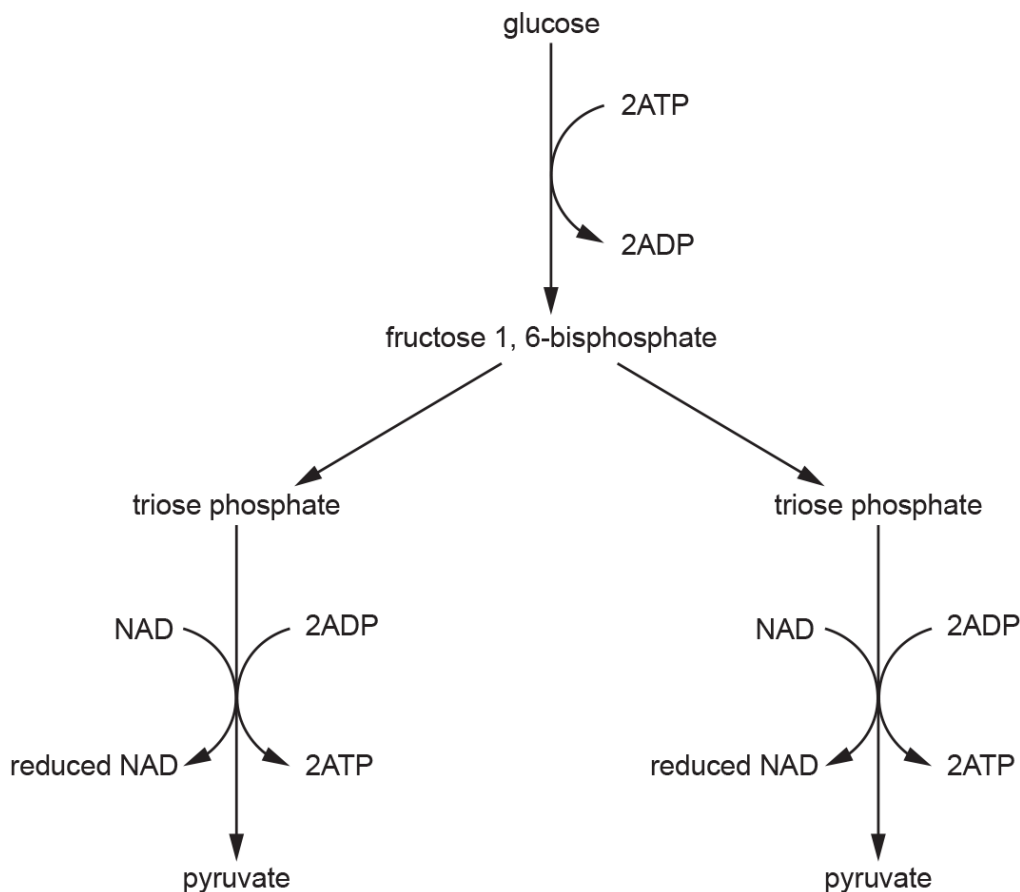 glucose
2ATP
2ADP
fructose 1, 6-bisphosphate
triose phosphate
triose phosphate
NAD
2ADP
NAD
2ADP
reduced NAD
2ATP
reduced NAD
2ATP
pyruvate
pyruvate